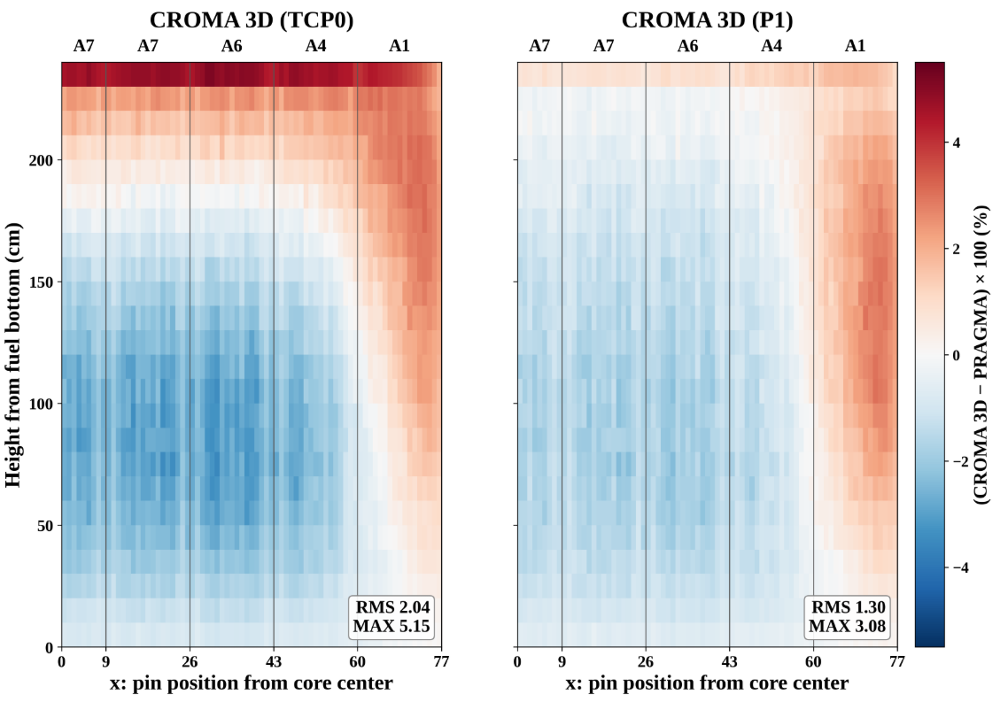 CROMA 3D (TCP0)
A7 A7 A6 A4 A1
CROMA 3D (P1)
A7 A7 A6 A4 A1
Height from fuel bottom (cm)
200
150
100
50
0
RMS 2.04
MAX 5.15
0 9 26 43 60 77
x: pin position from core center
RMS 1.30
MAX 3.08
0 9 26 43 60 77
x: pin position from core center
4
2
0
−2
−4
(CROMA 3D − PRAGMA) × 100 (%)